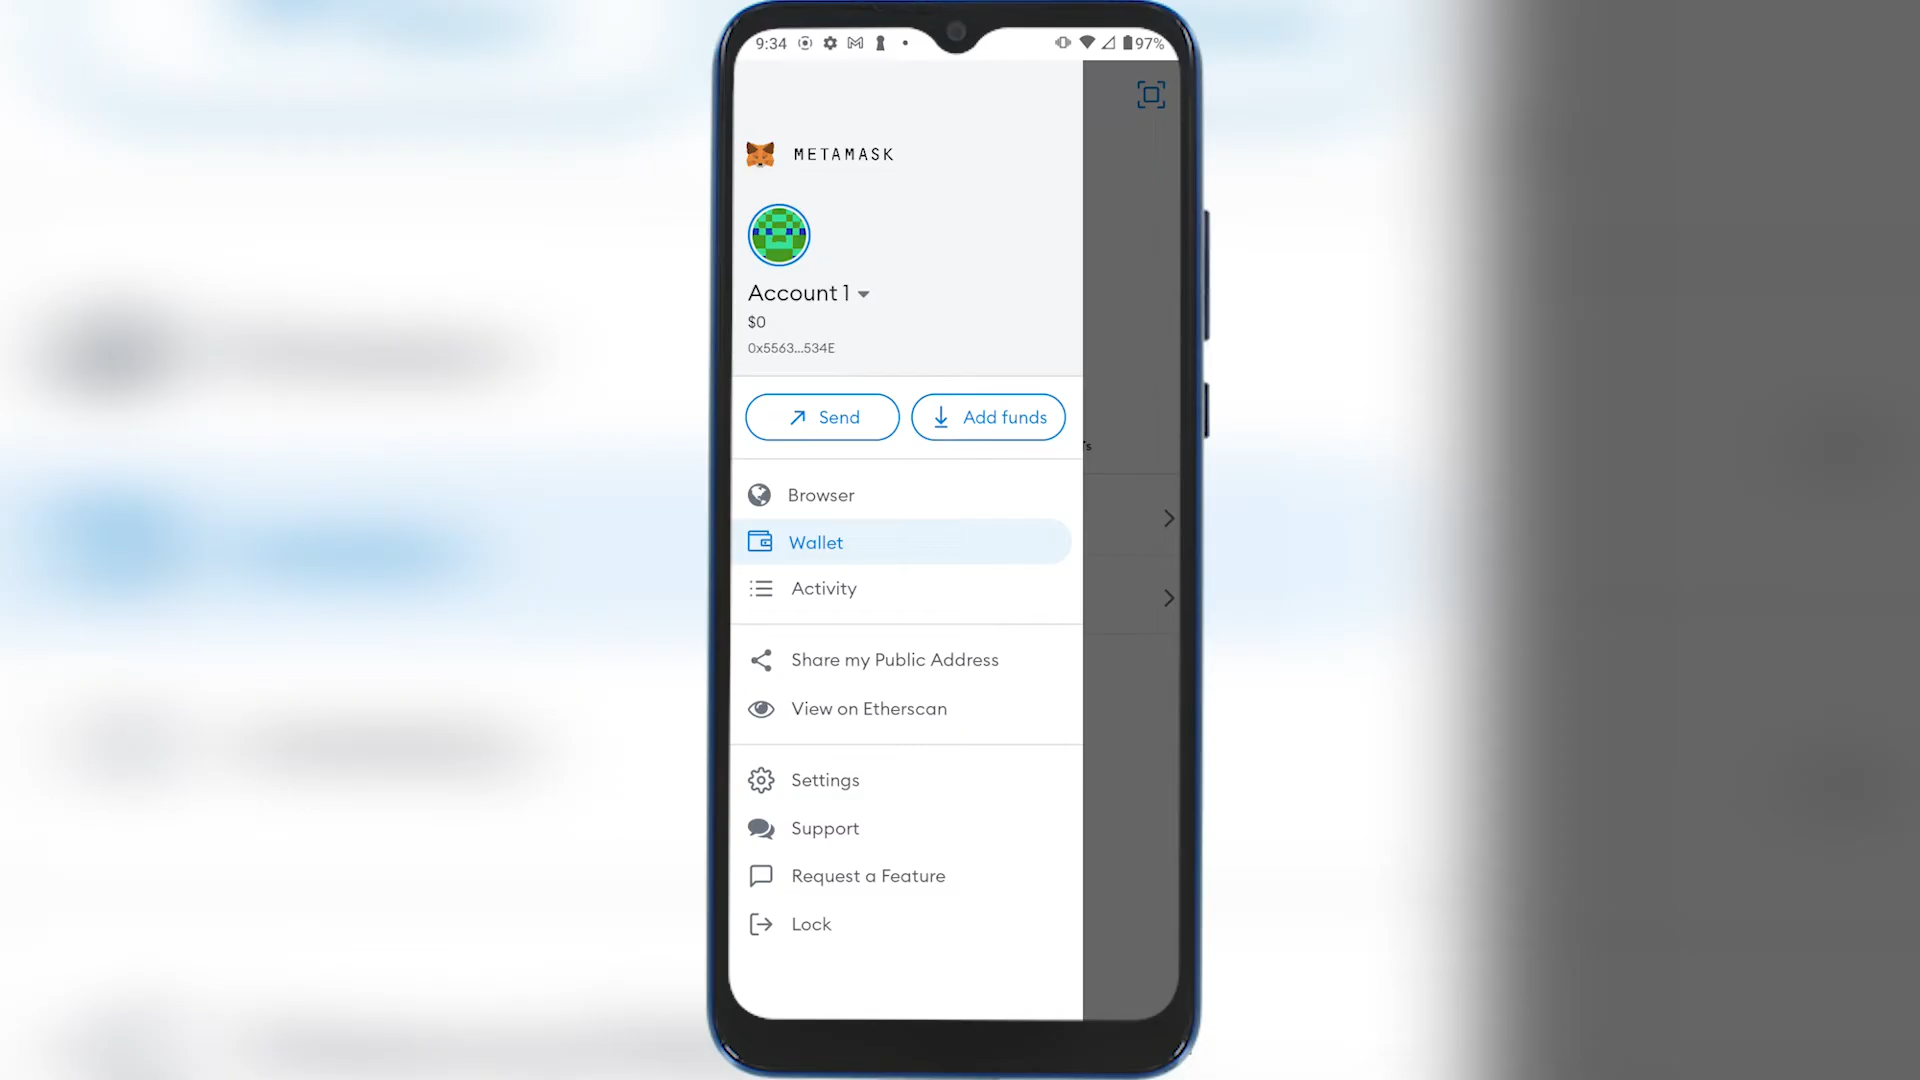 9:34 97%
METAMASK
Account 1
$0
0x5563...534E
Send Add funds
Ts
Browser
Wallet
Activity
Share my Public Address
View on Etherscan
Settings
Support
Request a Feature
Lock